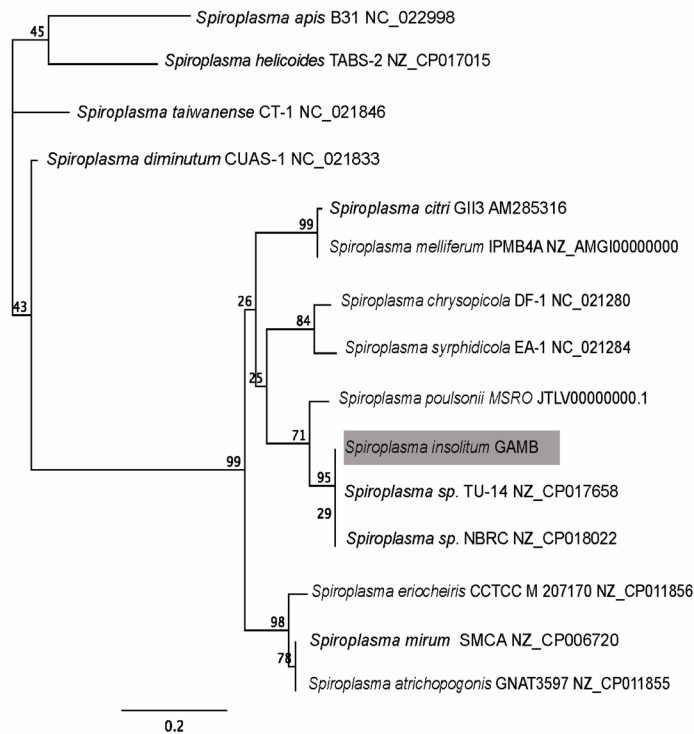 Spiroplasma apis B31 NC_022998
45
Spiroplasma helicoides TABS-2 NZ_CP017015
Spiroplasma taiwanense CT-1 NC_021846
Spiroplasma diminutum CUAS-1 NC_021833
Spiroplasma citri GII3 AM285316
99
Spiroplasma melliferum IPMB4A NZ_AMGI00000000
26
Spiroplasma chrysopicola DF-1 NC_021280
43
84
Spiroplasma syrphidicola EA-1 NC_021284
25
Spiroplasma poulsonii MSRO JTLV00000000.1
71
Spiroplasma insolitum GAMB
99
95
Spiroplasma sp. TU-14 NZ_CP017658
29
Spiroplasma sp. NBRC NZ_CP018022
Spiroplasma eriocheiris CCTCC M 207170 NZ_CP011856
98
Spiroplasma mirum SMCA NZ_CP006720
78
Spiroplasma atrichopogonis GNAT3597 NZ_CP011855
0.2